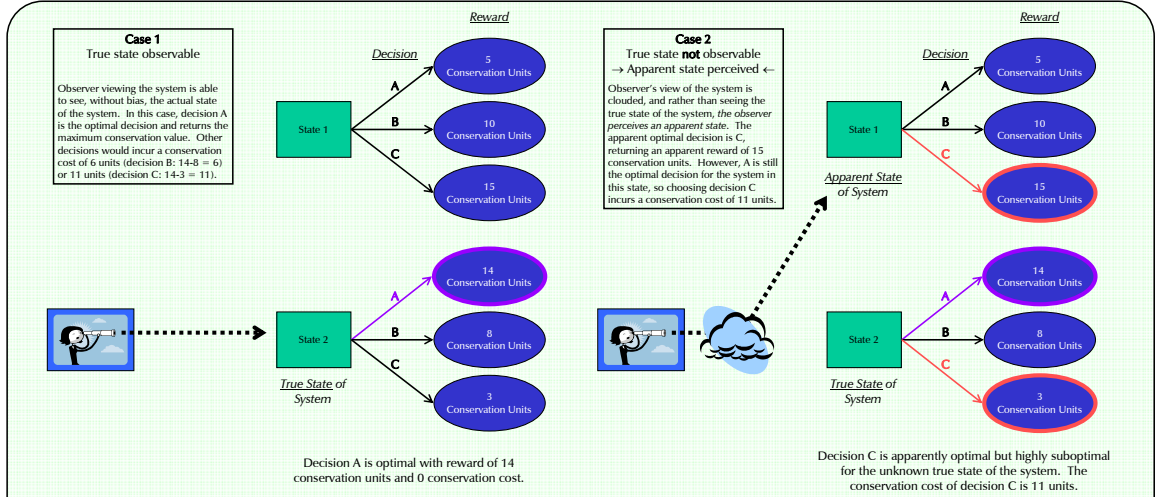 Case 1
True state observable
Observer viewing the system is able
to see, without bias, the actual state
of the system. In this case, decision A
is the optimal decision and returns the
maximum conservation value. Other
decisions would incur a conservation
cost of 6 units (decision B: 14-8 = 6)
or 11 units (decision C: 14-3 = 11).
Reward
Decision
State 1
A
B
C
5
Conservation Units
10
Conservation Units
15
Conservation Units
State 2
True State of
System
A
B
C
14
Conservation Units
8
Conservation Units
3
Conservation Units
Decision A is optimal with reward of 14
conservation units and 0 conservation cost.
Case 2
True state not observable
→ Apparent state perceived ←
Observer's view of the system is
clouded, and rather than seeing the
true state of the system, the observer
perceives an apparent state. The
apparent optimal decision is C,
returning an apparent reward of 15
conservation units. However, A is still
the optimal decision for the system in
this state, so choosing decision C
incurs a conservation cost of 11 units.
Reward
Decision
State 1
Apparent State
of System
A
B
C
5
Conservation Units
10
Conservation Units
15
Conservation Units
State 2
True State of
System
A
B
C
14
Conservation Units
8
Conservation Units
3
Conservation Units
Decision C is apparently optimal but highly suboptimal
for the unknown true state of the system. The
conservation cost of decision C is 11 units.